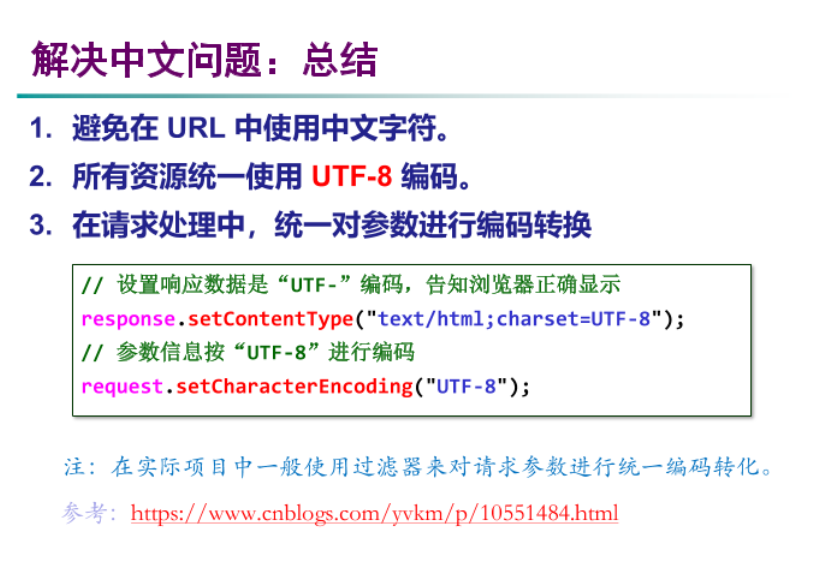 解决中文问题：总结
1. 避免在 URL 中使用中文字符。
2. 所有资源统一使用 UTF-8 编码。
3. 在请求处理中，统一对参数进行编码转换
// 设置响应数据是“UTF-”编码，告知浏览器正确显示
response.setContentType("text/html;charset=UTF-8");
// 参数信息按“UTF-8”进行编码
request.setCharacterEncoding("UTF-8");
注：在实际项目中一般使用过滤器来对请求参数进行统一编码转化。
参考：https://www.cnblogs.com/yvkm/p/10551484.html